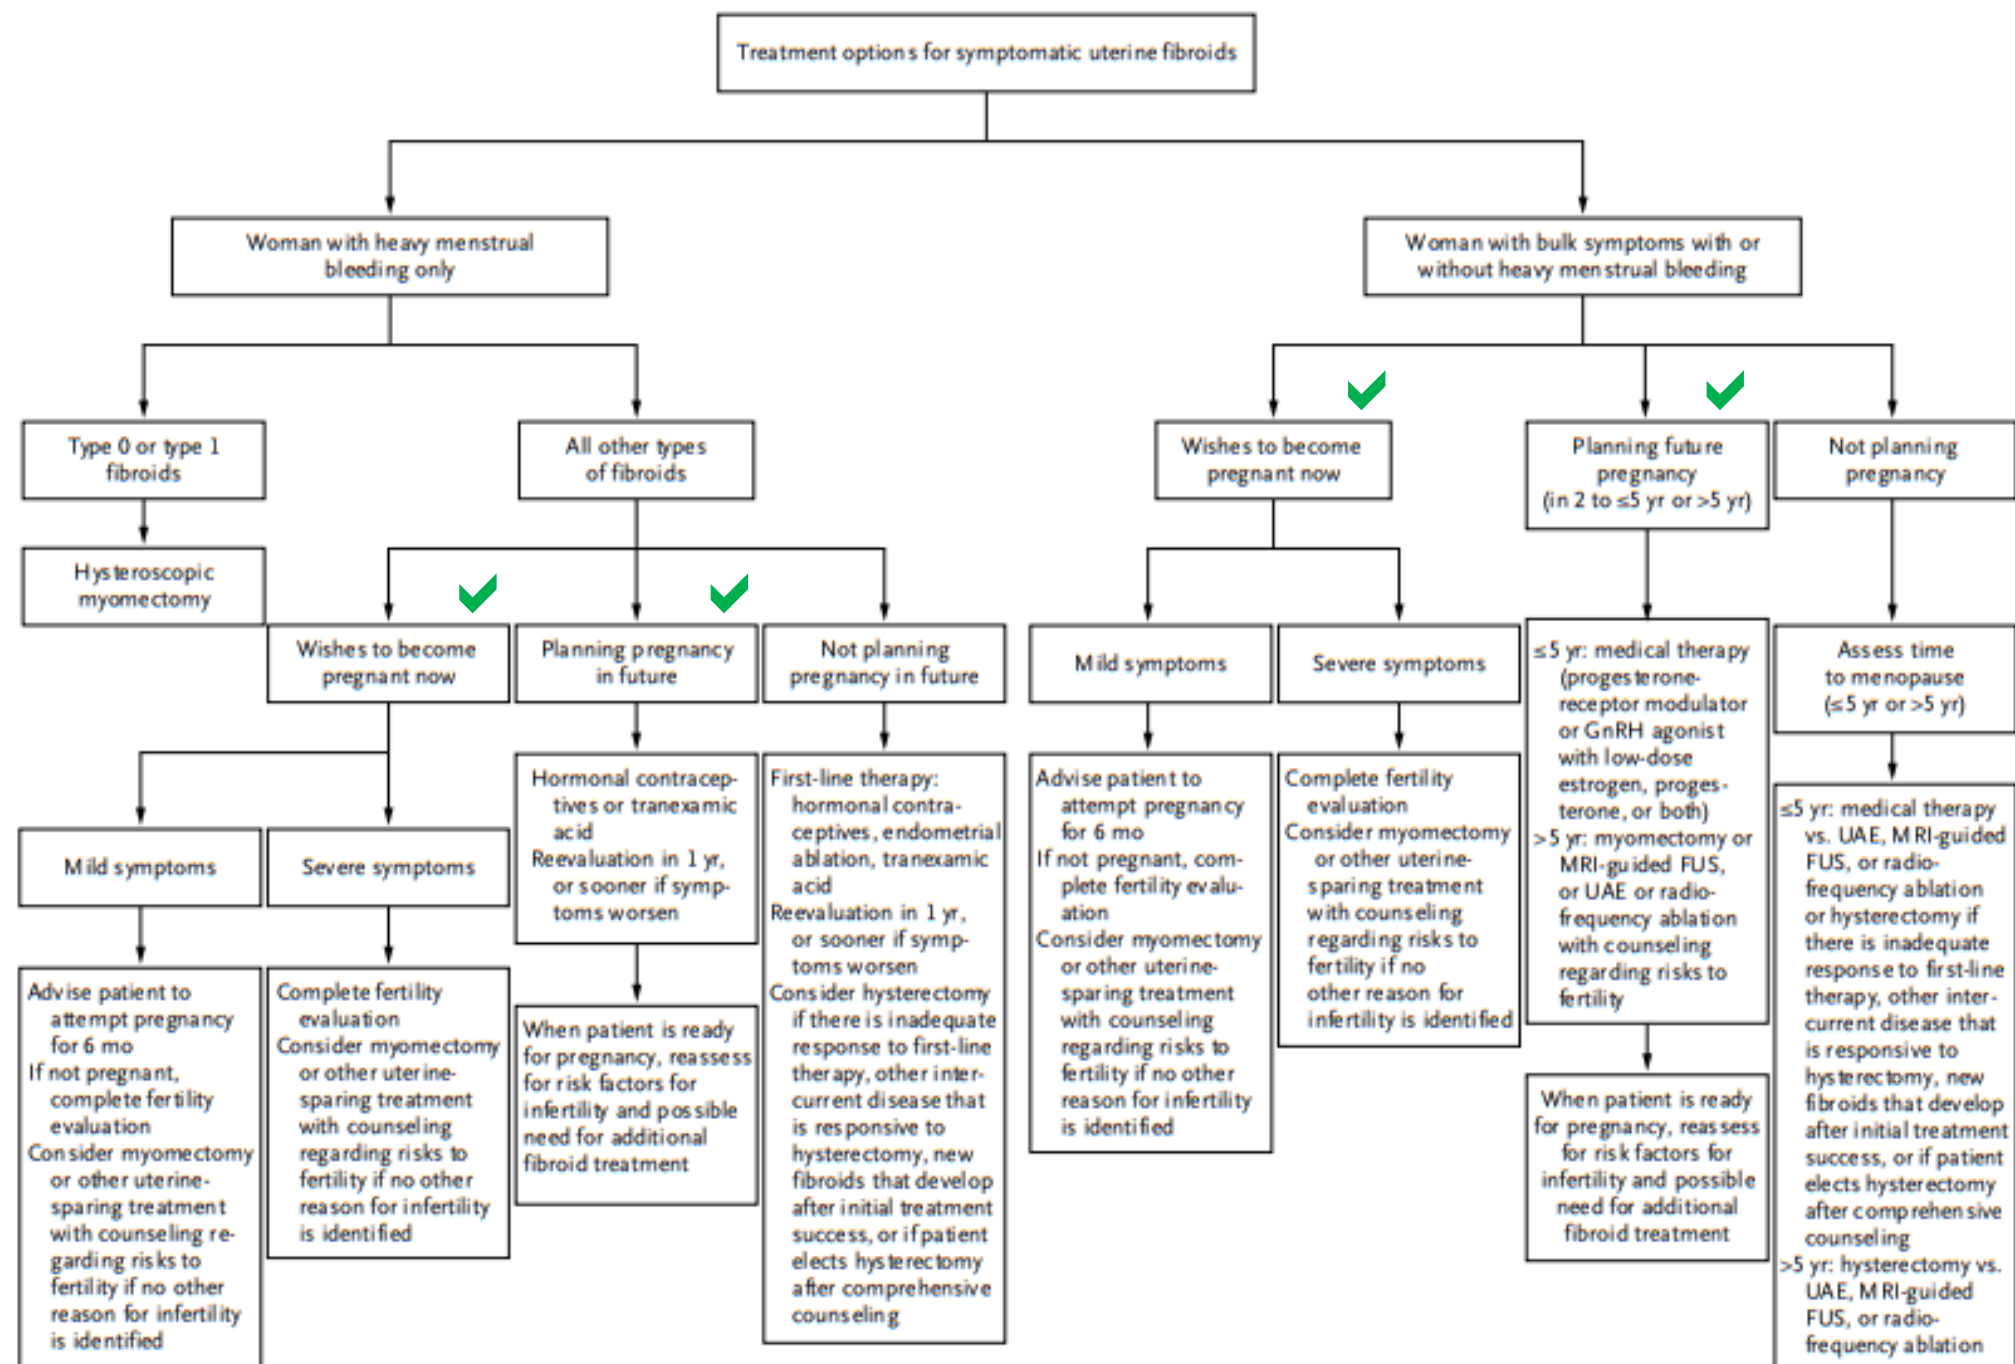 Treatment options for symptomatic uterine fibroids
Woman with heavy menstrual
bleeding only
Woman with bulk symptoms with or
without heavy menstrual bleeding
Type 0 or type 1
fibroids
All other types
of fibroids
Wishes to become
pregnant now
Planning future
pregnancy
(in 2 to ≤5 yr or >5 yr)
Not planning
pregnancy
Hysteroscopic
myomectomy
Wishes to become
pregnant now
Planning pregnancy
in future
Not planning
pregnancy in future
Mild symptoms
Severe symptoms
≤5 yr: medical therapy
(progesterone-
receptor modulator
or GnRH agonist
with low-dose
estrogen, proges-
terone, or both)
>5 yr: myomectomy or
MRI-guided FUS,
or UAE or radio-
frequency ablation
with counseling
regarding risks to
fertility
Assess time
to menopause
(≤5 yr or >5 yr)
Mild symptoms
Severe symptoms
Hormonal contracep-
tives or tranexamic
acid
Reevaluation in 1 yr,
or sooner if symp-
toms worsen
First-line therapy:
hormonal contra-
ceptives, endometrial
ablation, tranexamic
acid
Reevaluation in 1 yr,
or sooner if symp-
toms worsen
Consider hysterectomy
if there is inadequate
response to first-line
therapy, other inter-
current disease that
is responsive to
hysterectomy, new
fibroids that develop
after initial treatment
success, or if patient
elects hysterectomy
after comprehensive
counseling
Advise patient to
attempt pregnancy
for 6 mo
If not pregnant, com-
plete fertility evalu-
ation
Consider myomectomy
or other uterine-
sparing treatment
with counseling
regarding risks to
fertility if no other
reason for infertility
is identified
Complete fertility
evaluation
Consider myomectomy
or other uterine-
sparing treatment
with counseling
regarding risks to
fertility if no
other reason for
infertility is identified
≤5 yr: medical therapy
vs. UAE, MRI-guided
FUS, or radio-
frequency ablation
or hysterectomy if
there is inadequate
response to first-line
therapy, other inter-
current disease that
is responsive to
hysterectomy, new
fibroids that develop
after initial treatment
success, or if patient
elects hysterectomy
after comprehensive
counseling
>5 yr: hysterectomy vs.
UAE, MRI-guided
FUS, or radio-
frequency ablation
Advise patient to
attempt pregnancy
for 6 mo
If not pregnant,
complete fertility
evaluation
Consider myomectomy
or other uterine-
sparing treatment
with counseling re-
garding risks to
fertility if no other
reason for infertility
is identified
Complete fertility
evaluation
Consider myomectomy
or other uterine-
sparing treatment
with counseling
regarding risks to
fertility if no other
reason for infertility
is identified
When patient is ready
for pregnancy, reassess
for risk factors for
infertility and possible
need for additional
fibroid treatment
When patient is ready
for pregnancy, reassess
for risk factors for
infertility and possible
need for additional
fibroid treatment